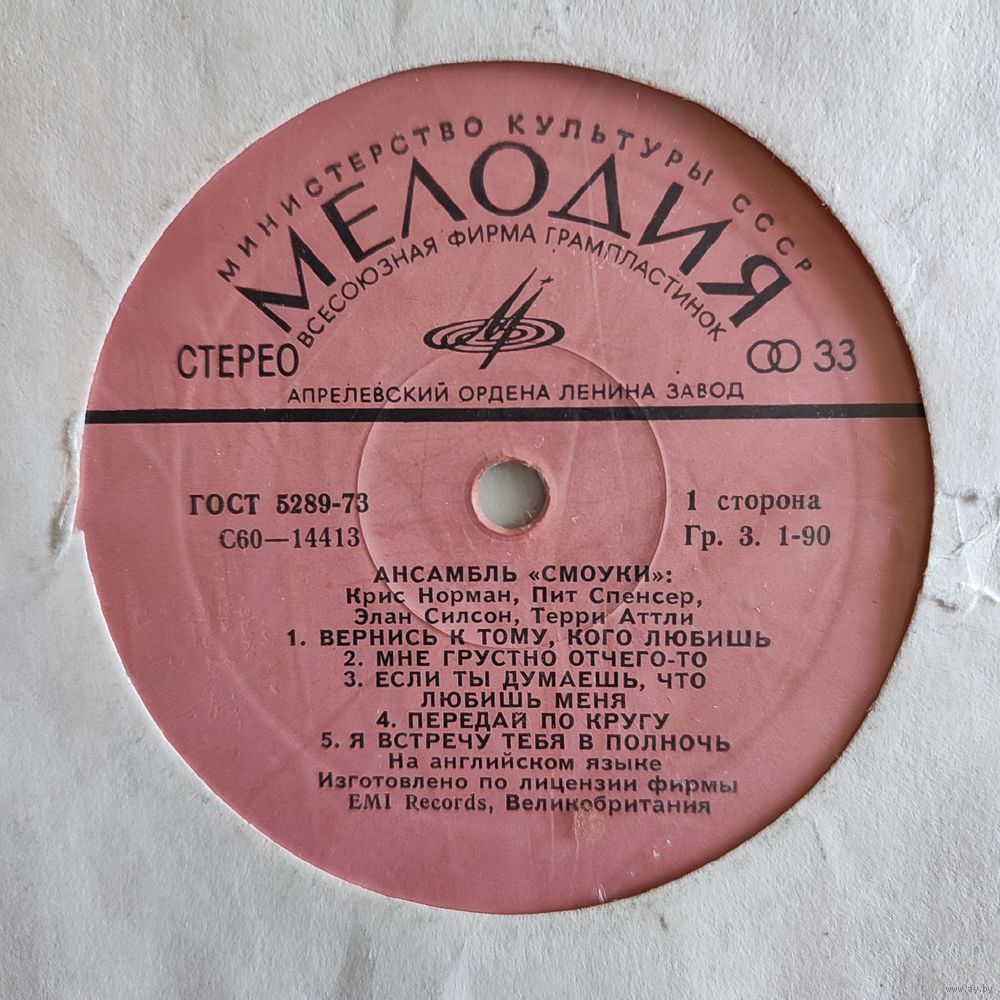 МИНИСТЕРСТВО КУЛЬТУРЫ СССР
МЕЛОДИЯ
ВСЕСОЮЗНАЯ ФИРМА ГРАМПЛАСТИНОК
СТЕРЕО
33
АПРЕЛЕВСКИЙ ОРДЕНА ЛЕНИНА ЗАВОД
ГОСТ 5289-73
1 сторона
С60—14413
Гр. 3. 1-90
АНСАМБЛЬ «СМОУКИ»:
Крис Норман, Пит Спенсер,
Элан Силсон, Терри Аттли
1. ВЕРНИСЬ К ТОМУ, КОГО ЛЮБИШЬ
2. МНЕ ГРУСТНО ОТЧЕГО-ТО
3. ЕСЛИ ТЫ ДУМАЕШЬ, ЧТО
ЛЮБИШЬ МЕНЯ
4. ПЕРЕДАЙ ПО КРУГУ
5. Я ВСТРЕЧУ ТЕБЯ В ПОЛНОЧЬ
На английском языке
Изготовлено по лицензии фирмы
EMI Records, Великобритания
www.ay.by